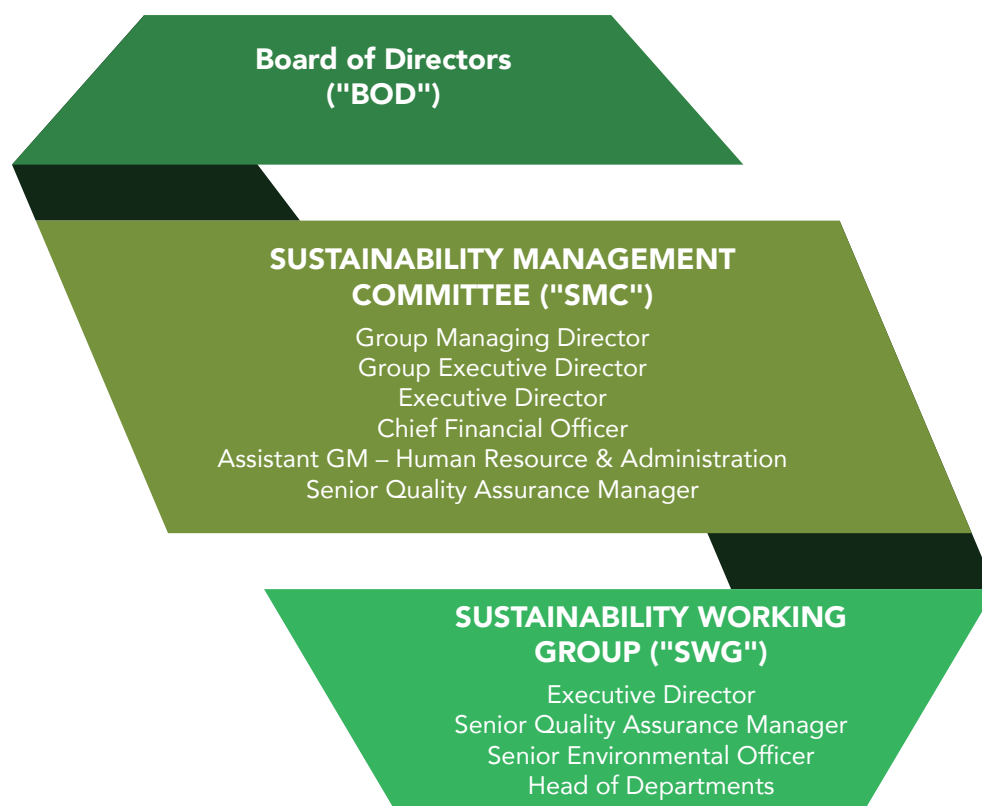 Board of Directors
("BOD")
SUSTAINABILITY MANAGEMENT
COMMITTEE ("SMC")
Group Managing Director
Group Executive Director
Executive Director
Chief Financial Officer
Assistant GM – Human Resource & Administration
Senior Quality Assurance Manager
SUSTAINABILITY WORKING
GROUP ("SWG")
Executive Director
Senior Quality Assurance Manager
Senior Environmental Officer
Head of Departments